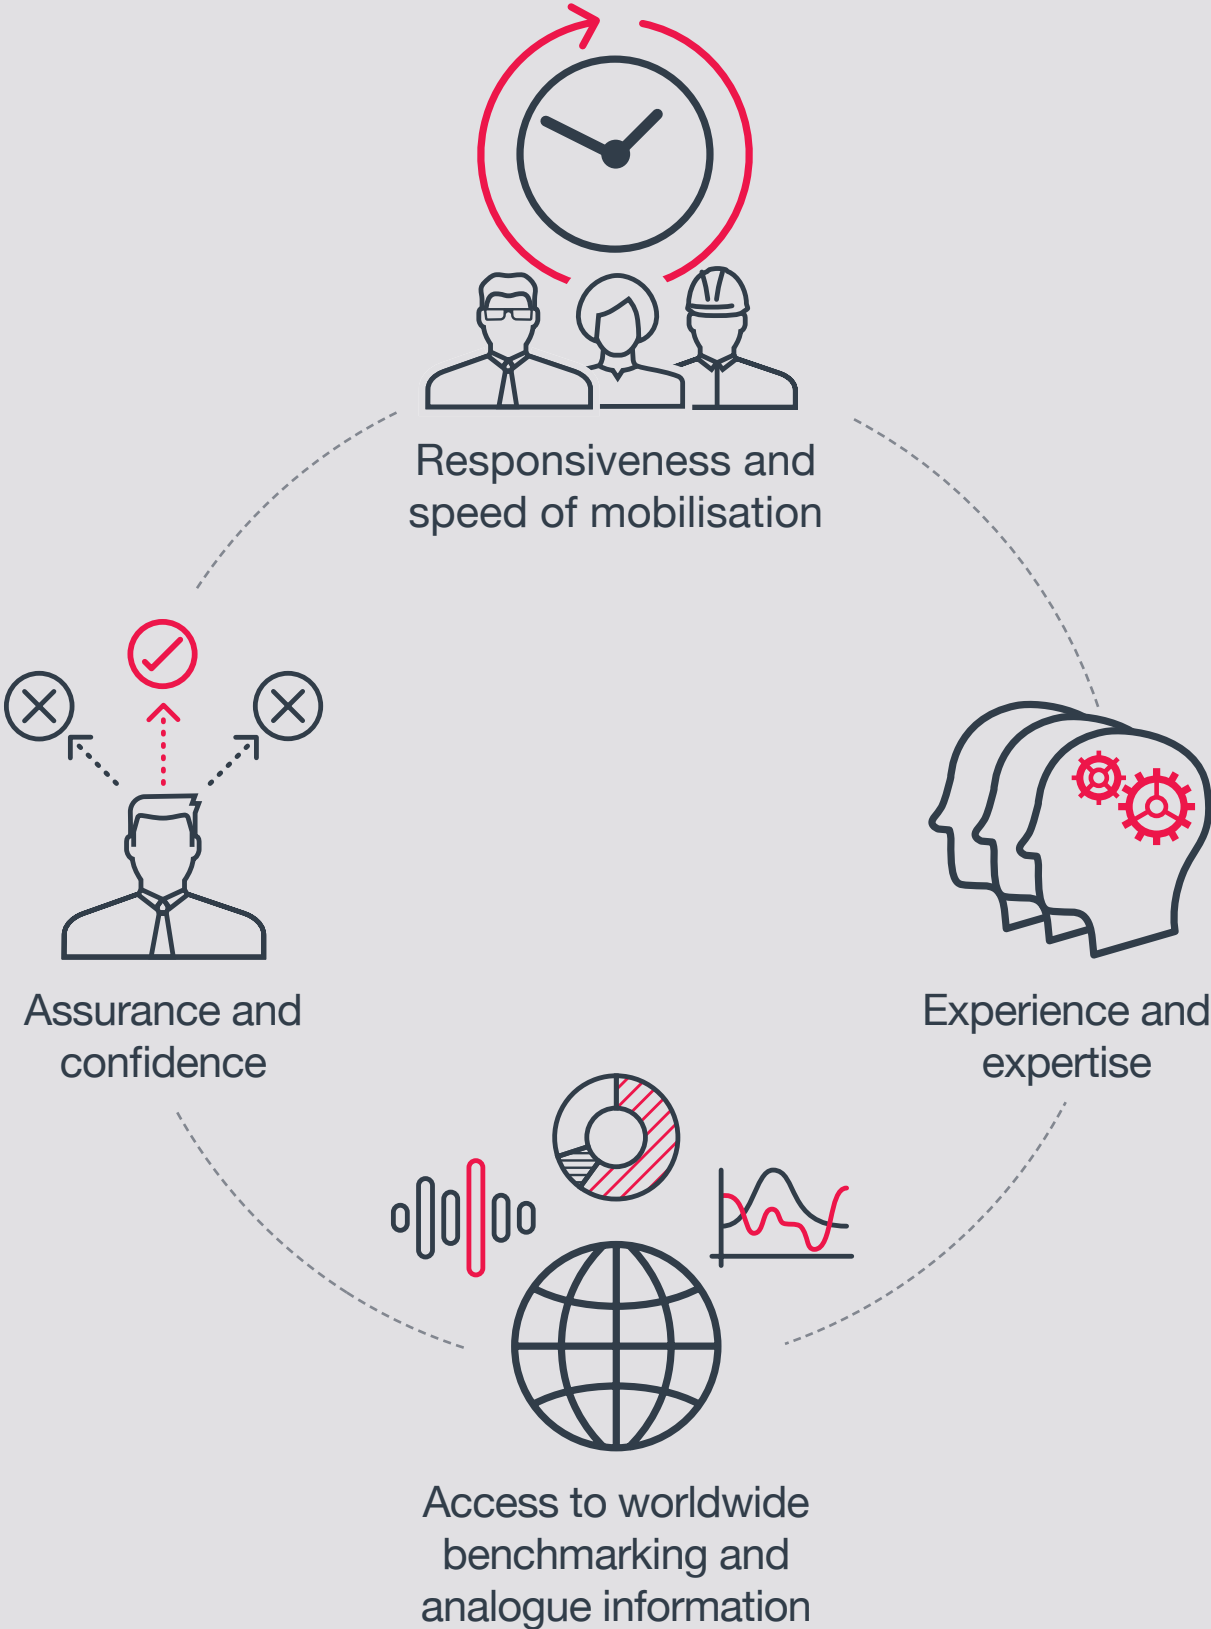 Responsiveness and
speed of mobilisation
Assurance and
confidence
Experience and
expertise
Access to worldwide
benchmarking and
analogue information